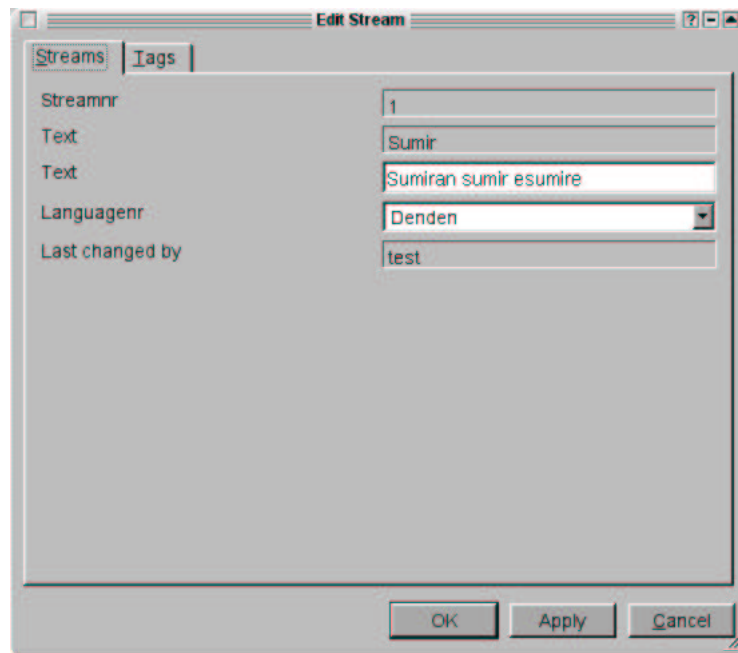 Edit Stream ?
Streams Tags
Streamnr 1
Text Sumir
Text Sumiran sumir esumire
Languagenr Denden
Last changed by test
OK Apply Cancel